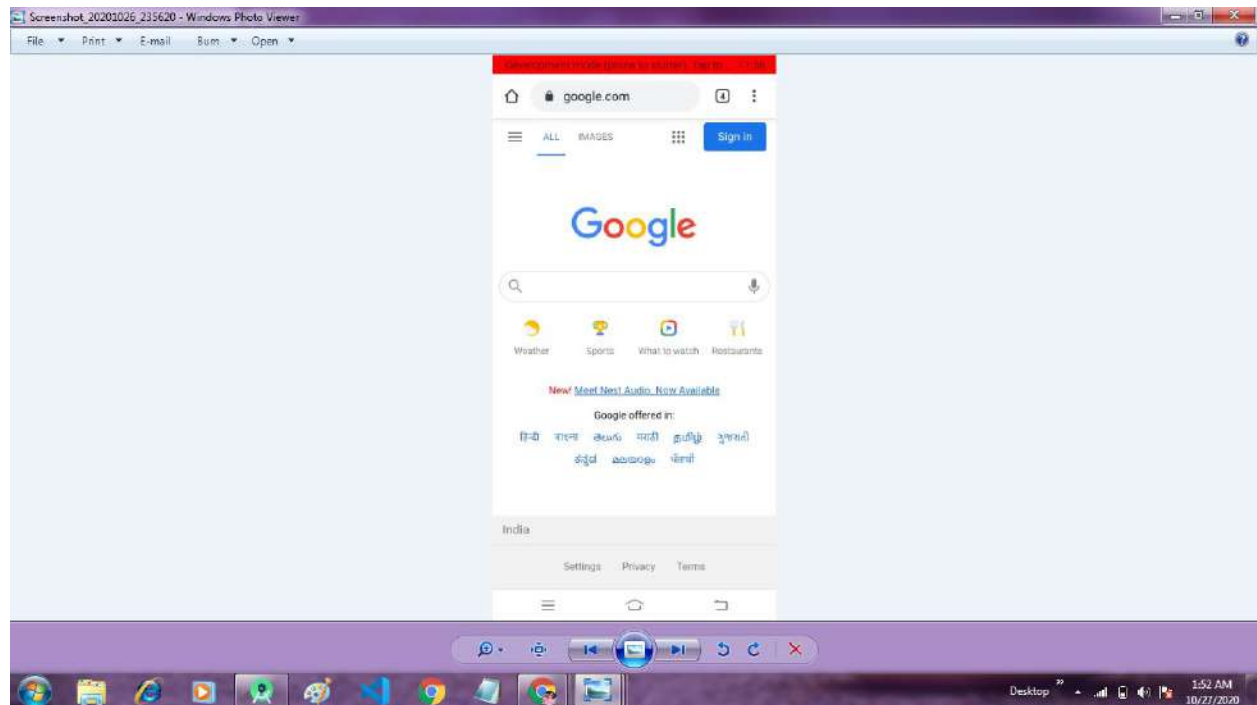 Screenshot_20201026_235620 - Windows Photo Viewer
File Print E-mail Burn Open
google.com 4
ALL IMAGES Sign in
Google
Weather Sports What to watch Restaurants
New! Meet Nest Audio. Now Available
Google offered in:
हिन्दी বাংলা తెలుగు मराठी தமிழ் ગુજરાતી
ಕನ್ನಡ മലയാളം ਪੰਜਾਬੀ
India
Settings Privacy Terms
Desktop 1:52 AM
10/27/2020